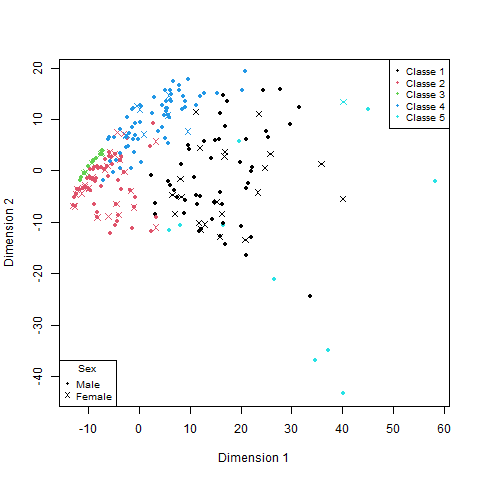 20
10
0
-10
-20
-30
-40
Dimension 2
Classe 1
Classe 2
Classe 3
Classe 4
Classe 5
Sex
Male
Female
-10 0 10 20 30 40 50 60
Dimension 1